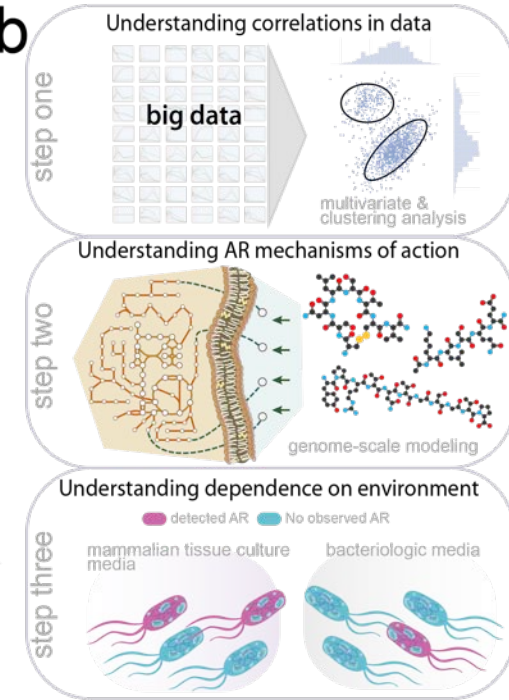 b
Understanding correlations in data
step one
big data
multivariate &
clustering analysis
Understanding AR mechanisms of action
step two
genome-scale modeling
Understanding dependence on environment
detected AR No observed AR
step three
mammalian tissue culture
media
bacteriologic media